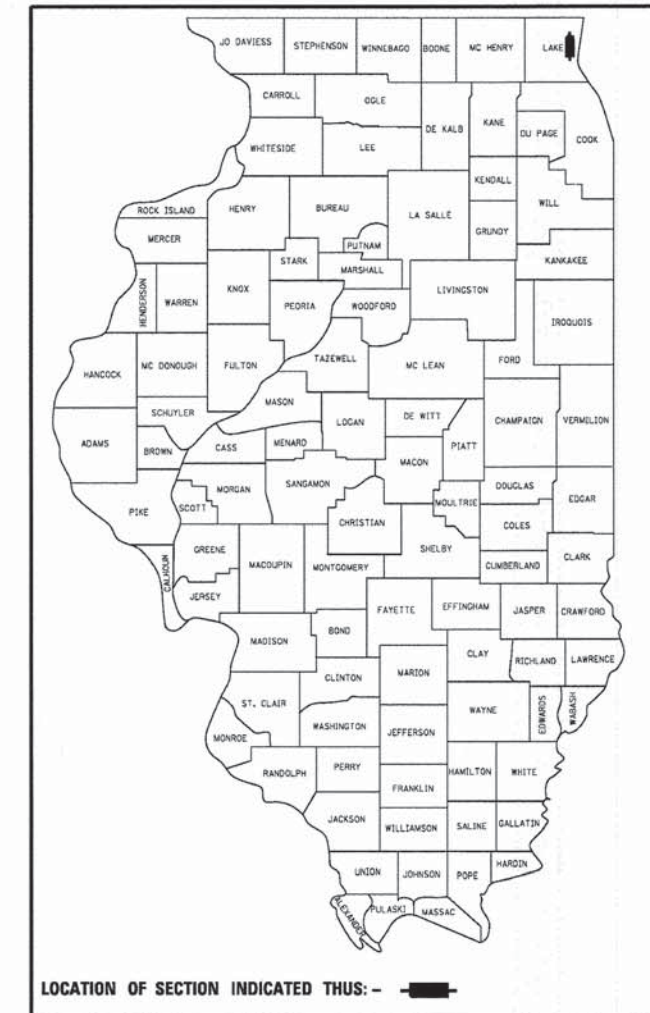 JO DAVIESS
STEPHENSON
WINNEBAGO
BOONE
MC HENRY
LAKE
CARROLL
OGLE
DE KALB
KANE
DU PAGE
COOK
WHITESIDE
LEE
KENDALL
WILL
ROCK ISLAND
HENRY
BUREAU
LA SALLE
GRUNDY
MERCER
PUTNAM
STARK
MARSHALL
KANKAKEE
HENDERSON
WARREN
KNOX
PEORIA
WOODFORD
LIVINGSTON
IROQUOIS
HANCOCK
MC DONOUGH
FULTON
TAZEWELL
MC LEAN
FORD
SCHUYLER
MASON
LOGAN
DE WITT
CHAMPAIGN
VERMILION
ADAMS
BROWN
CASS
MENARD
MACON
PIATT
PIKE
SCOTT
MORGAN
SANGAMON
CHRISTIAN
MOULTRIE
DOUGLAS
EDGAR
COLES
CALHOUN
GREENE
MACOUPIN
MONTGOMERY
SHELBY
CUMBERLAND
CLARK
JERSEY
FAYETTE
EFFINGHAM
JASPER
CRAWFORD
MADISON
BOND
CLAY
RICHLAND
LAWRENCE
CLINTON
MARION
ST. CLAIR
WAYNE
EDWARDS
WABASH
WASHINGTON
JEFFERSON
MONROE
RANDOLPH
PERRY
HAMILTON
WHITE
FRANKLIN
JACKSON
WILLIAMSON
SALINE
GALLATIN
UNION
JOHNSON
POPE
HARDIN
ALEXANDER
PULASKI
MASSAC
LOCATION OF SECTION INDICATED THUS: -